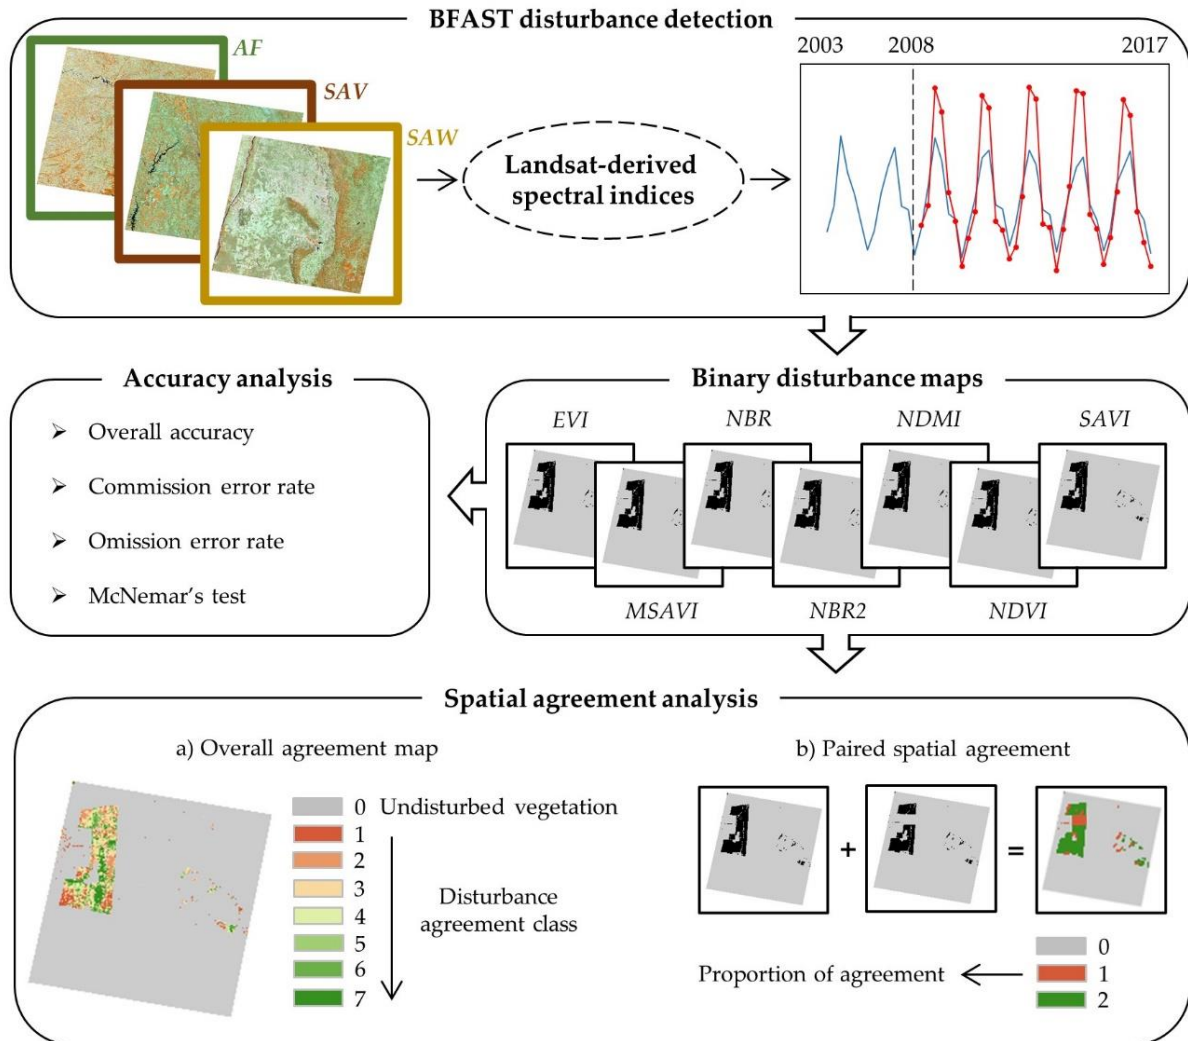 BFAST disturbance detection
AF
SAV
SAW
Landsat-derived
spectral indices
2003
2008
2017
Accuracy analysis
➢ Overall accuracy
➢ Commission error rate
➢ Omission error rate
➢ McNemar's test
Binary disturbance maps
EVI
NBR
NDMI
SAVI
MSAVI
NBR2
NDVI
Spatial agreement analysis
a) Overall agreement map
0 Undisturbed vegetation
1
2
3
4
5
6
7
Disturbance
agreement class
b) Paired spatial agreement
+
=
0
1
2
Proportion of agreement